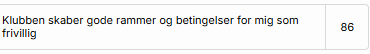 Klubben skaber gode rammer og betingelser for mig som
frivillig
86